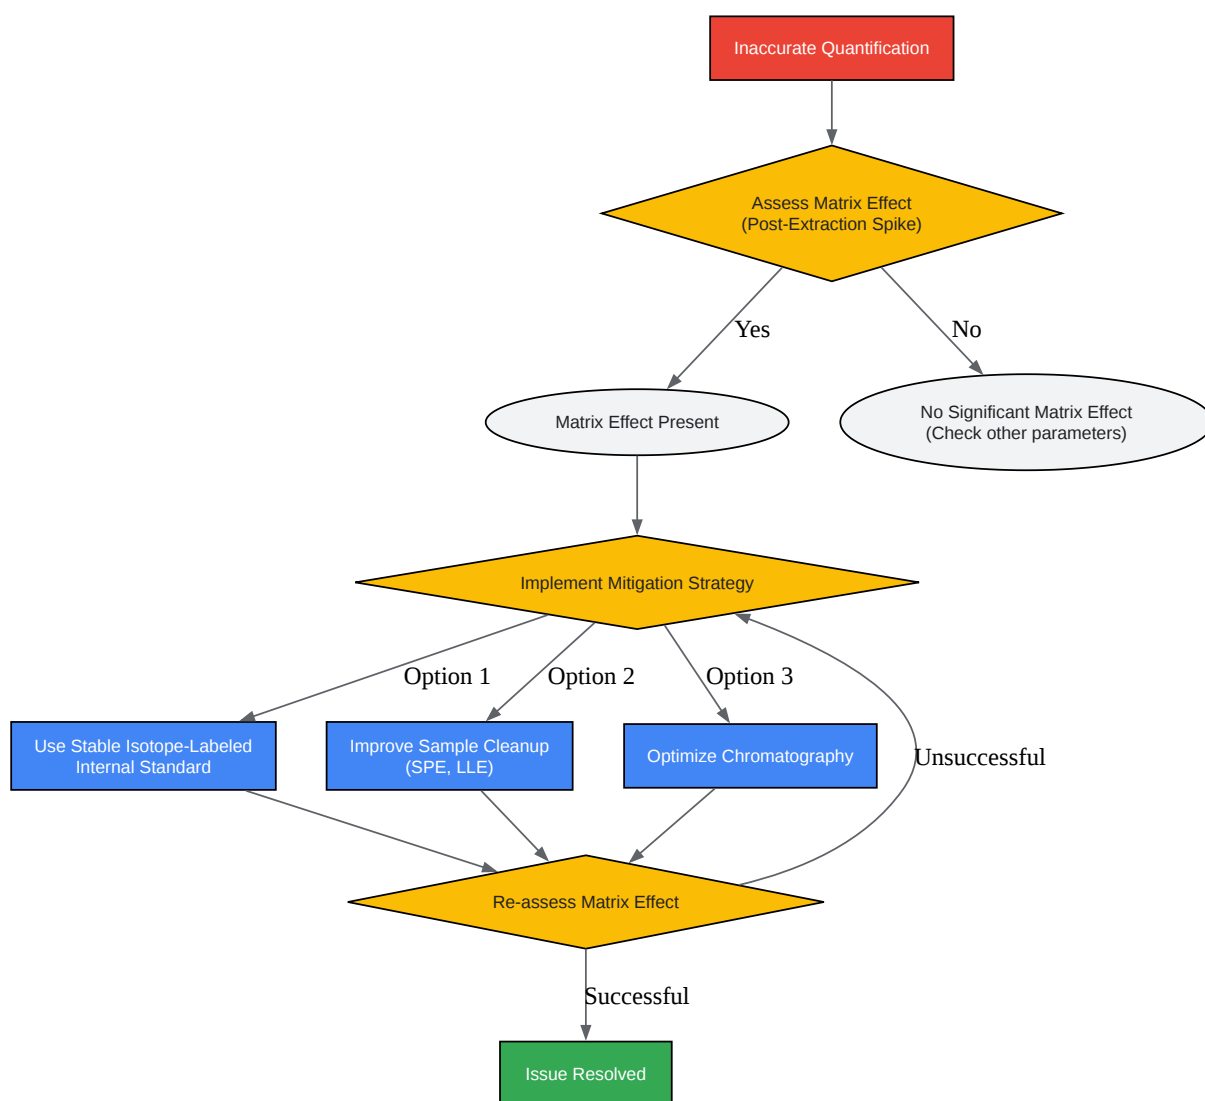 Inaccurate Quantification
Assess Matrix Effect
(Post-Extraction Spike)
Yes
No
Matrix Effect Present
No Significant Matrix Effect
(Check other parameters)
Implement Mitigation Strategy
Option 1
Option 2
Option 3
Use Stable Isotope-Labeled
Internal Standard
Improve Sample Cleanup
(SPE, LLE)
Optimize Chromatography
Unsuccessful
Re-assess Matrix Effect
Successful
Issue Resolved